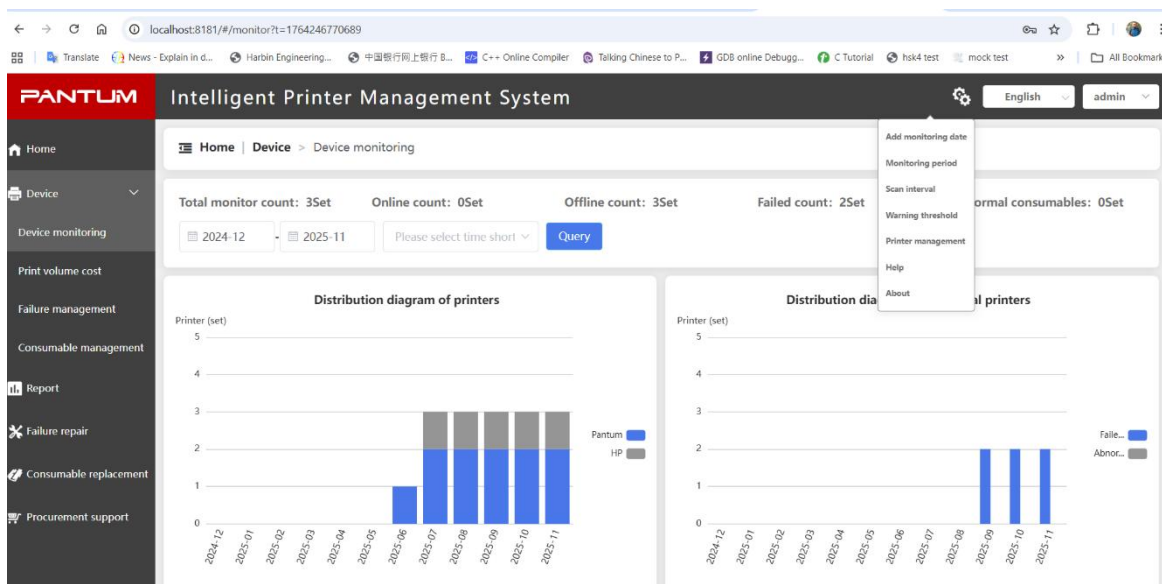 localhost:8181/#/monitor?t=1764246770689
Translate News - Explain in d... Harbin Engineering... 中国银行网上银行 B... C++ Online Compiler Talking Chinese to P... GDB online Debugg... C Tutorial hsk4 test mock test » All Bookmark
PANTUM Intelligent Printer Management System English admin
Home
Device
Device monitoring
Print volume cost
Failure management
Consumable management
Report
Failure repair
Consumable replacement
Procurement support
Home | Device > Device monitoring
Add monitoring date
Monitoring period
Scan interval
Warning threshold
Printer management
Help
About
Total monitor count: 3Set Online count: 0Set Offline count: 3Set Failed count: 2Set ormal consumables: 0Set
2024-12 - 2025-11 Please select time short Query
Distribution diagram of printers
Printer (set)
5
4
3
2
1
0
2024-12 2025-01 2025-02 2025-03 2025-04 2025-05 2025-06 2025-07 2025-08 2025-09 2025-10 2025-11
Pantum
HP
Distribution dia al printers
Printer (set)
5
4
3
2
1
0
2024-12 2025-01 2025-02 2025-03 2025-04 2025-05 2025-06 2025-07 2025-08 2025-09 2025-10 2025-11
Faile...
Abnor...